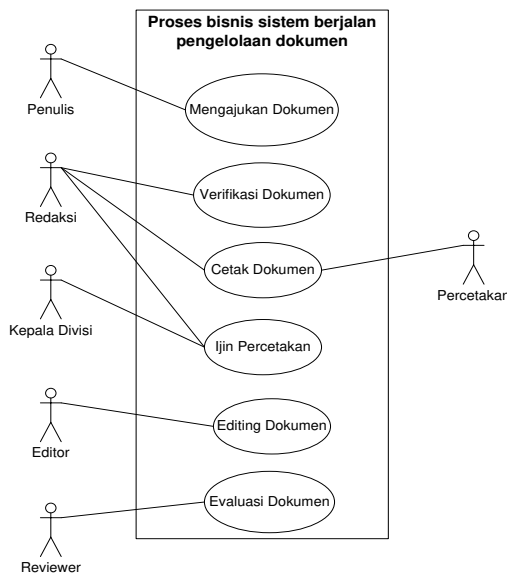 Proses bisnis sistem berjalan
pengelolaan dokumen
Penulis
Mengajukan Dokumen
Redaksi
Verifikasi Dokumen
Cetak Dokumen
Percetakan
Kepala Divisi
Ijin Percetakan
Editor
Editing Dokumen
Reviewer
Evaluasi Dokumen